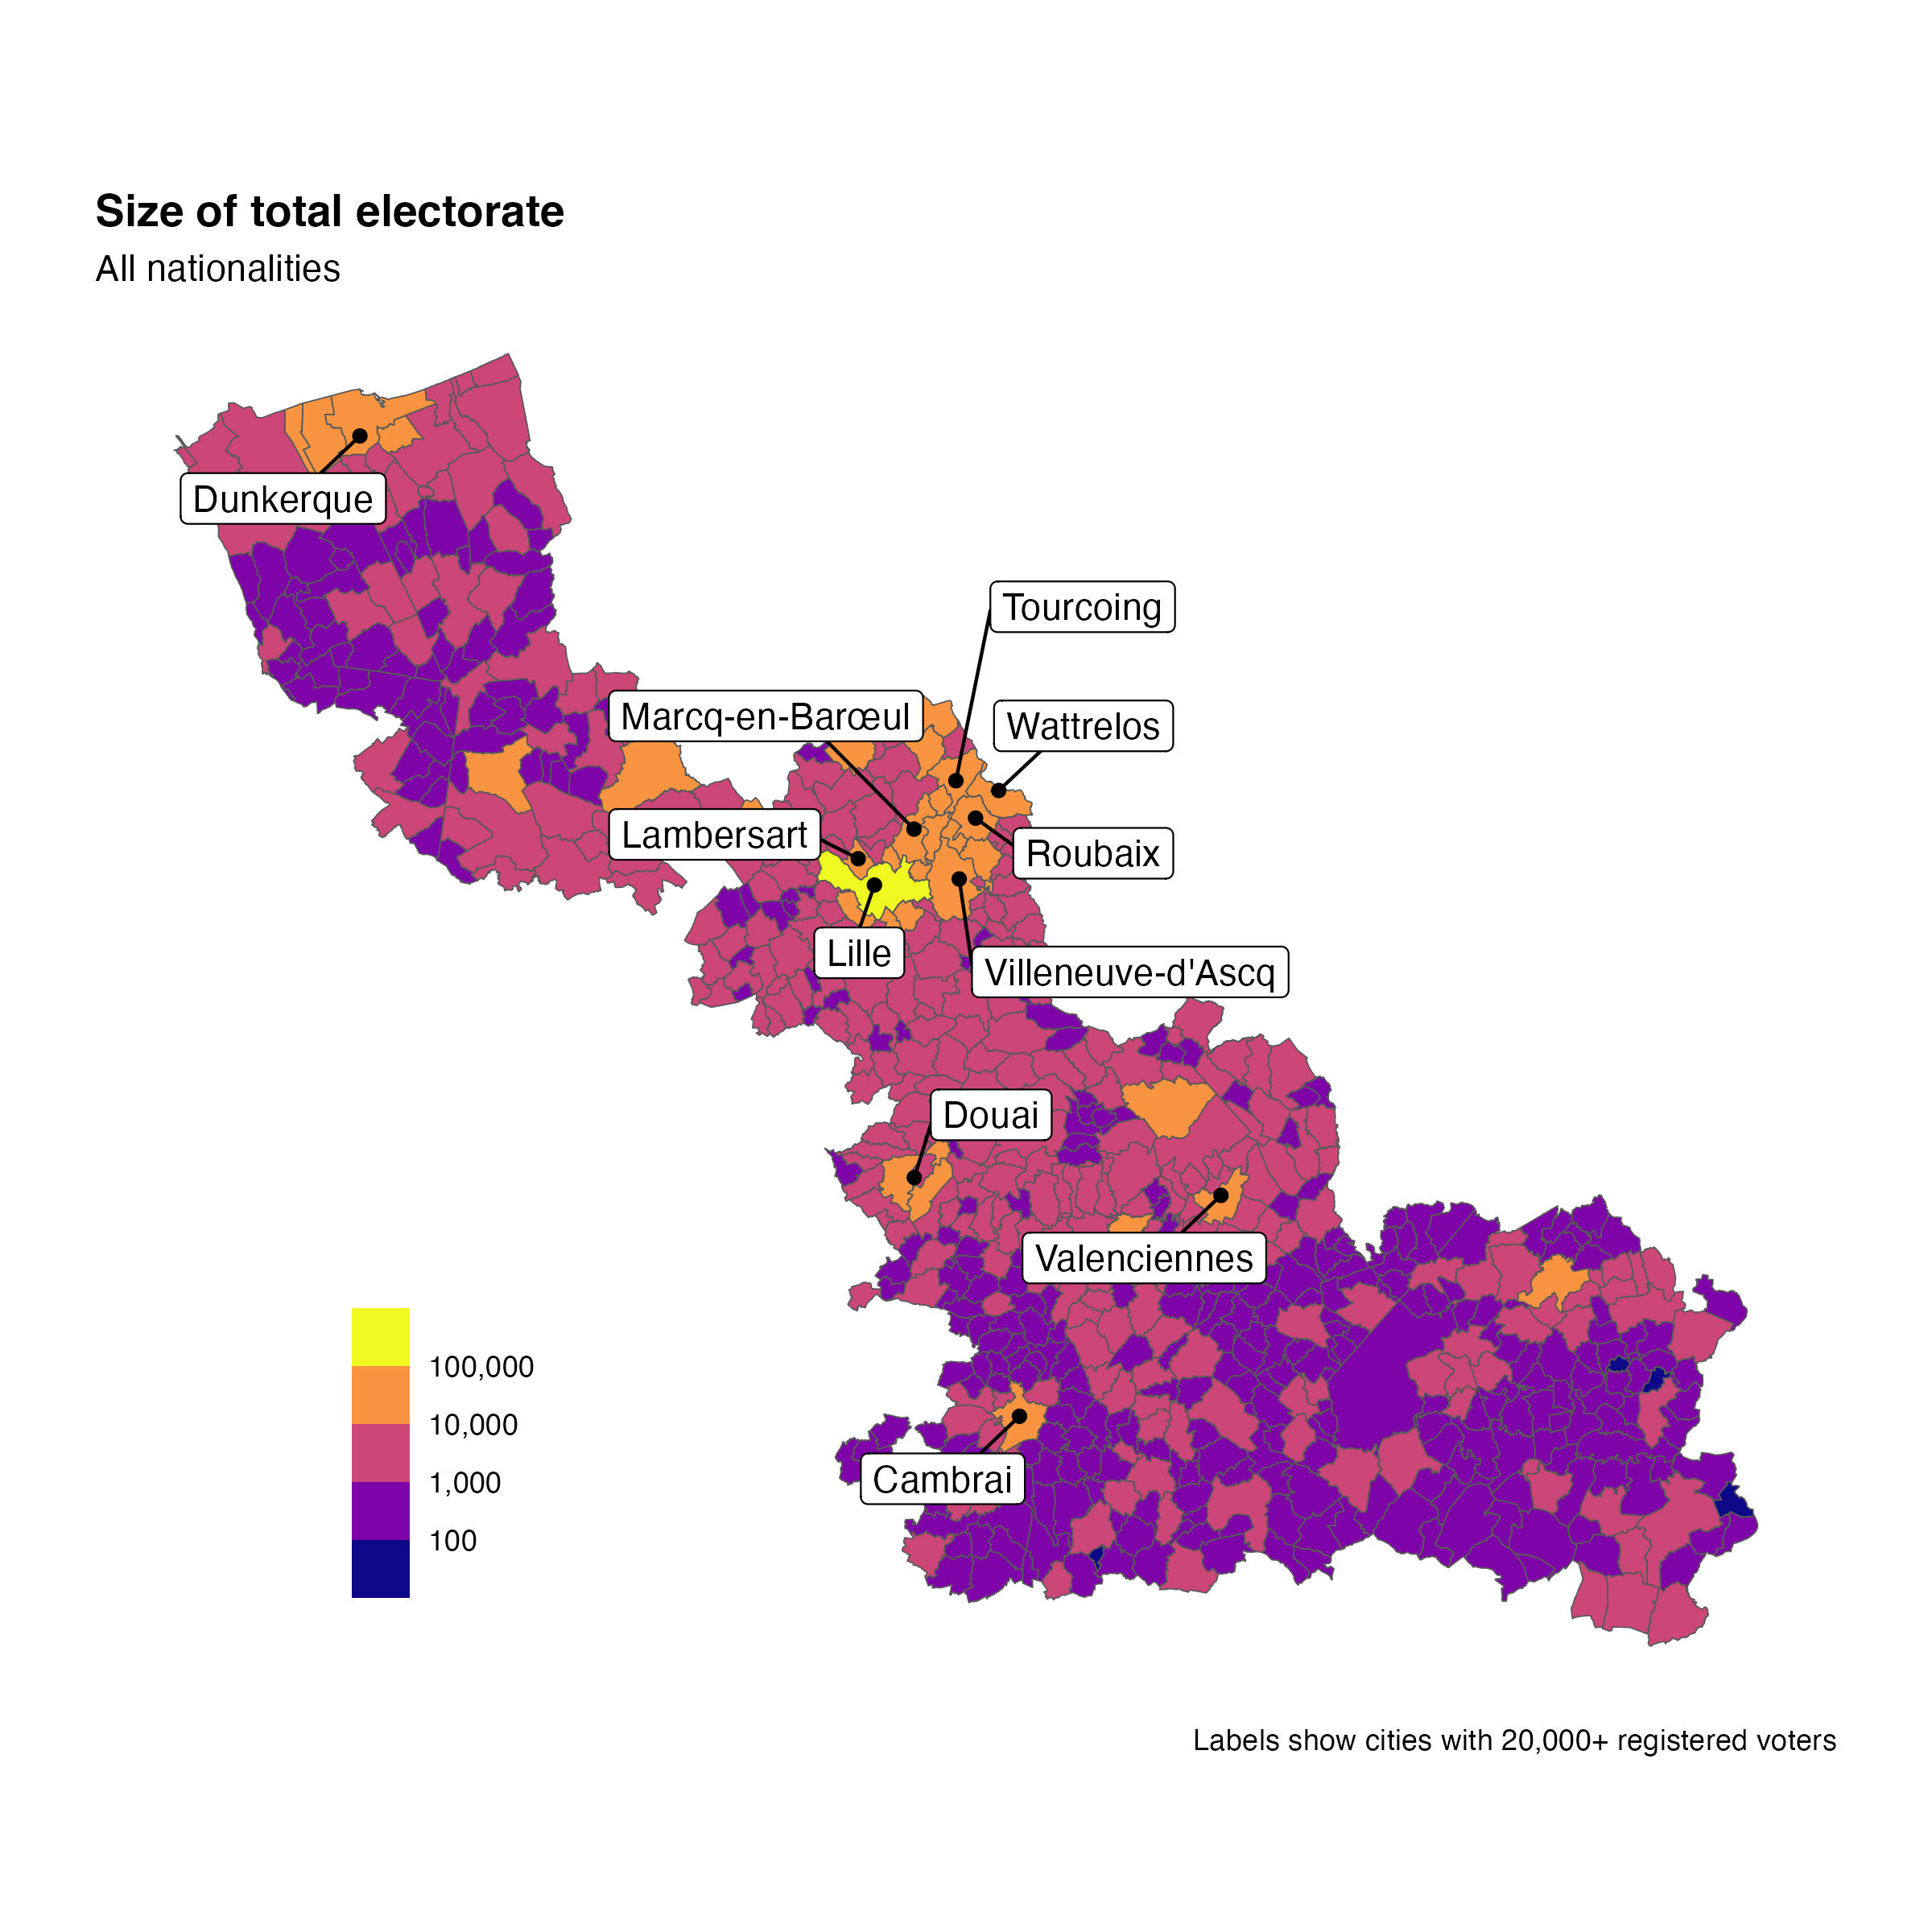 Size of total electorate
All nationalities
Dunkerque
Tourcoing
Marcq-en-Barœul
Wattrelos
Lambersart
Roubaix
Lille
Villeneuve-d'Ascq
Douai
Valenciennes
Cambrai
100,000
10,000
1,000
100
Labels show cities with 20,000+ registered voters